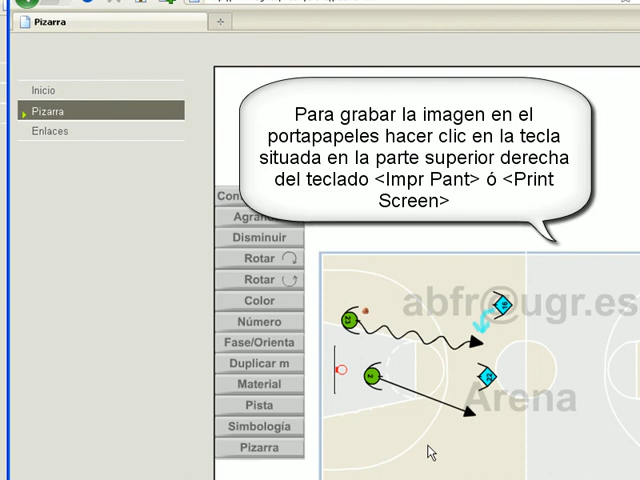 Pizarra
Inicio
Pizarra
Enlaces
Para grabar la imagen en el
portapapeles hacer clic en la tecla
situada en la parte superior derecha
del teclado <Impr Pant> ó <Print
Screen>
Disminuir
Rotar
Rotar
Color
Número
Fase/Orienta
Duplicar m
Material
Pista
Simbología
Pizarra
abfr@ugr.es
Arena